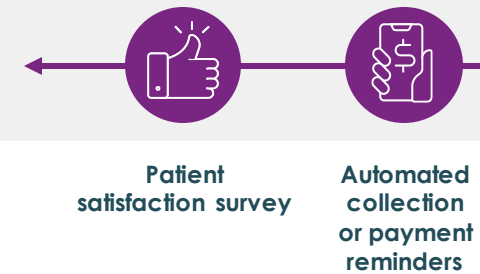 Patient
satisfaction survey
Automated
collection
or payment
reminders